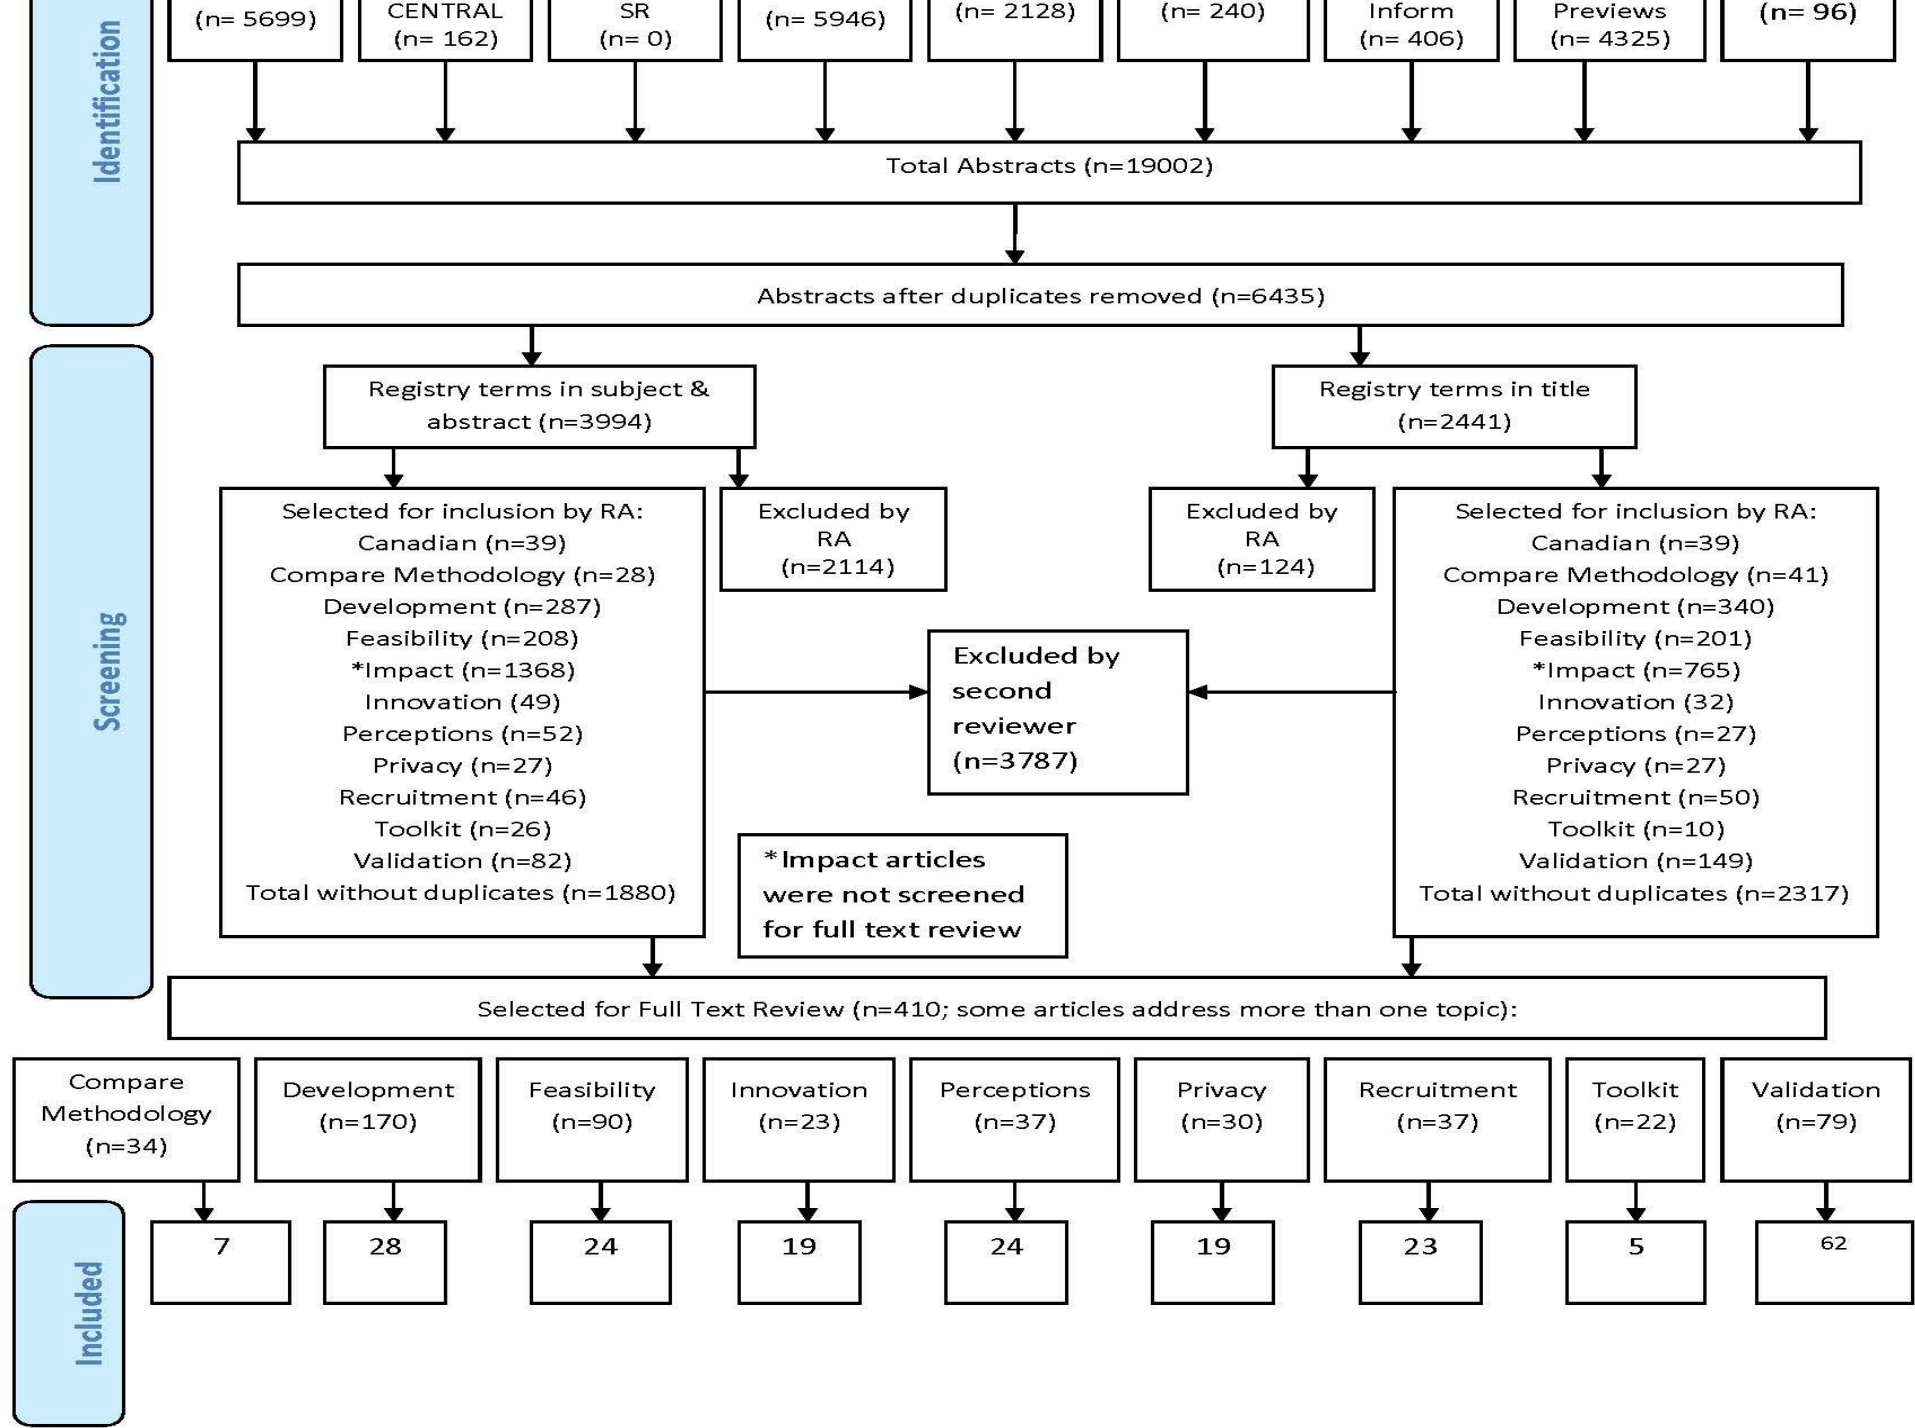 Identification
(n= 5699)
CENTRAL
(n= 162)
SR
(n= 0)
(n= 5946)
(n= 2128)
(n= 240)
Inform
(n= 406)
Previews
(n= 4325)
(n= 96)
Total Abstracts (n=19002)
Abstracts after duplicates removed (n=6435)
Screening
Registry terms in subject &
abstract (n=3994)
Registry terms in title
(n=2441)
Selected for inclusion by RA:
Canadian (n=39)
Compare Methodology (n=28)
Development (n=287)
Feasibility (n=208)
*Impact (n=1368)
Innovation (49)
Perceptions (n=52)
Privacy (n=27)
Recruitment (n=46)
Toolkit (n=26)
Validation (n=82)
Total without duplicates (n=1880)
Excluded by
RA
(n=2114)
Excluded by
RA
(n=124)
Selected for inclusion by RA:
Canadian (n=39)
Compare Methodology (n=41)
Development (n=340)
Feasibility (n=201)
*Impact (n=765)
Innovation (32)
Perceptions (n=27)
Privacy (n=27)
Recruitment (n=50)
Toolkit (n=10)
Validation (n=149)
Total without duplicates (n=2317)
Excluded by
second
reviewer
(n=3787)
*Impact articles
were not screened
for full text review
Selected for Full Text Review (n=410; some articles address more than one topic):
Compare
Methodology
(n=34)
Development
(n=170)
Feasibility
(n=90)
Innovation
(n=23)
Perceptions
(n=37)
Privacy
(n=30)
Recruitment
(n=37)
Toolkit
(n=22)
Validation
(n=79)
Included
7
28
24
19
24
19
23
5
62